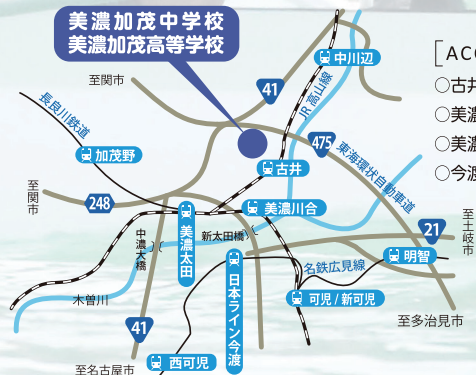 美濃加茂中学校
美濃加茂高等学校
至関市
41
JR高山線
中川辺
[ACC
○古井
○美濃
○美濃
○今渡
長良川鉄道
加茂野
475
東海環状自動車道
古井
至関市
248
美濃川合
至土岐市
21
中濃大橋
美濃太田
新太田橋
明智
日本ライン今渡
名鉄広見線
木曽川
可児/新可児
41
至多治見市
西可児
至名古屋市